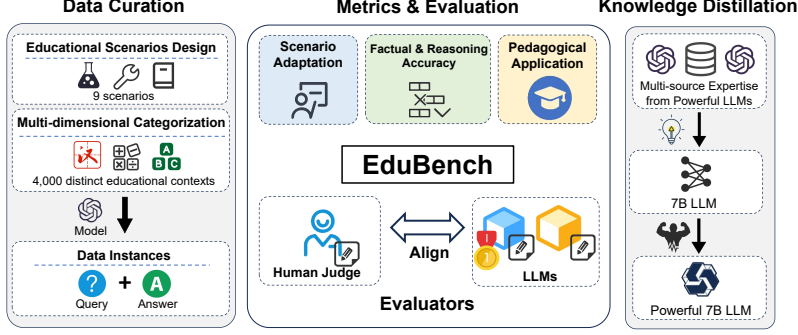 Data Curation
Educational Scenarios Design
9 scenarios
Multi-dimensional Categorization
汉
A
B C
4,000 distinct educational contexts
Model
Data Instances
?
+
A
Query
Answer
Metrics & Evaluation
Scenario
Adaptation
Factual & Reasoning
Accuracy
Pedagogical
Application
EduBench
Human Judge
Align
1
LLMs
Evaluators
Knowledge Distillation
Multi-source Expertise
from Powerful LLMs
7B LLM
Powerful 7B LLM